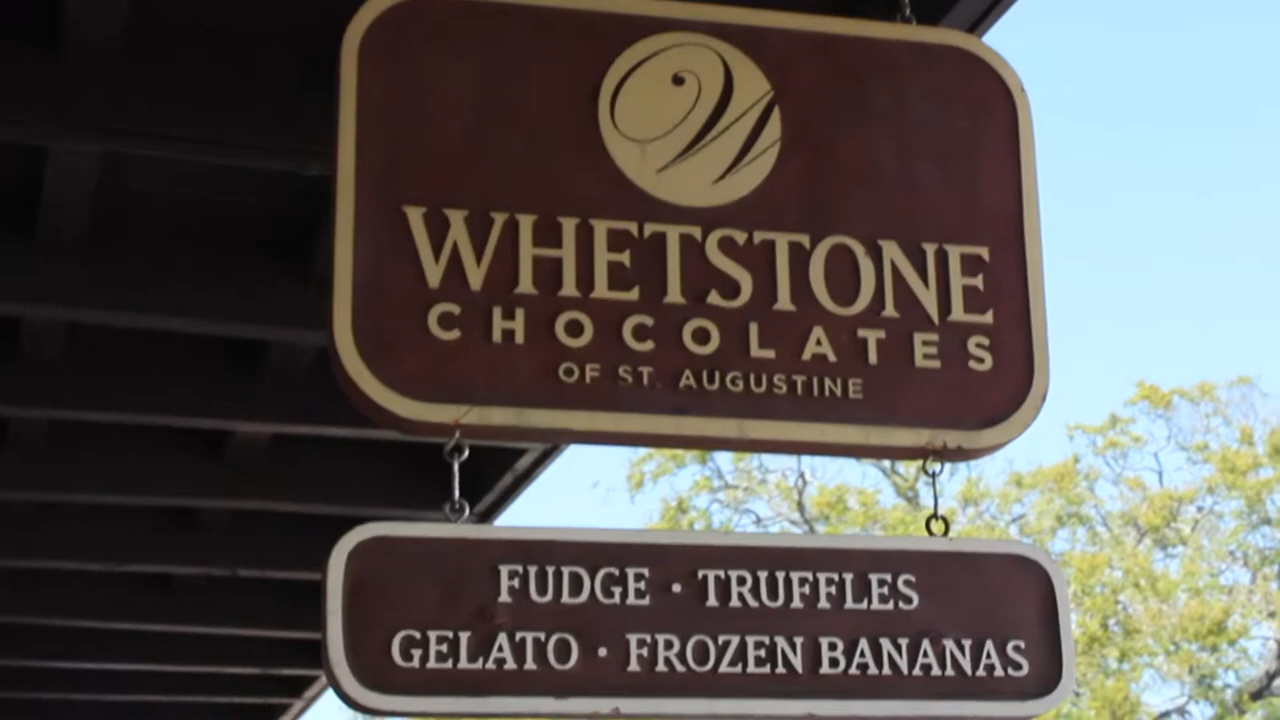 W
WHETSTONE
CHOCOLATES
OF ST. AUGUSTINE
FUDGE · TRUFFLES
GELATO · FROZEN BANANAS